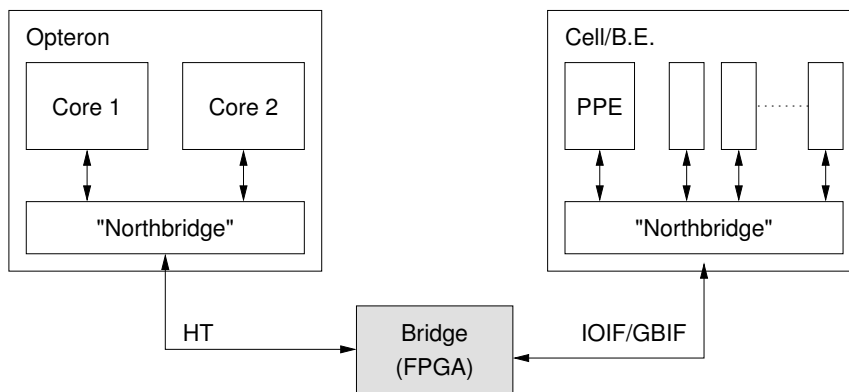 Opteron
Core 1
Core 2
"Northbridge"
Cell/B.E.
PPE
"Northbridge"
HT
Bridge
(FPGA)
IOIF/GBIF